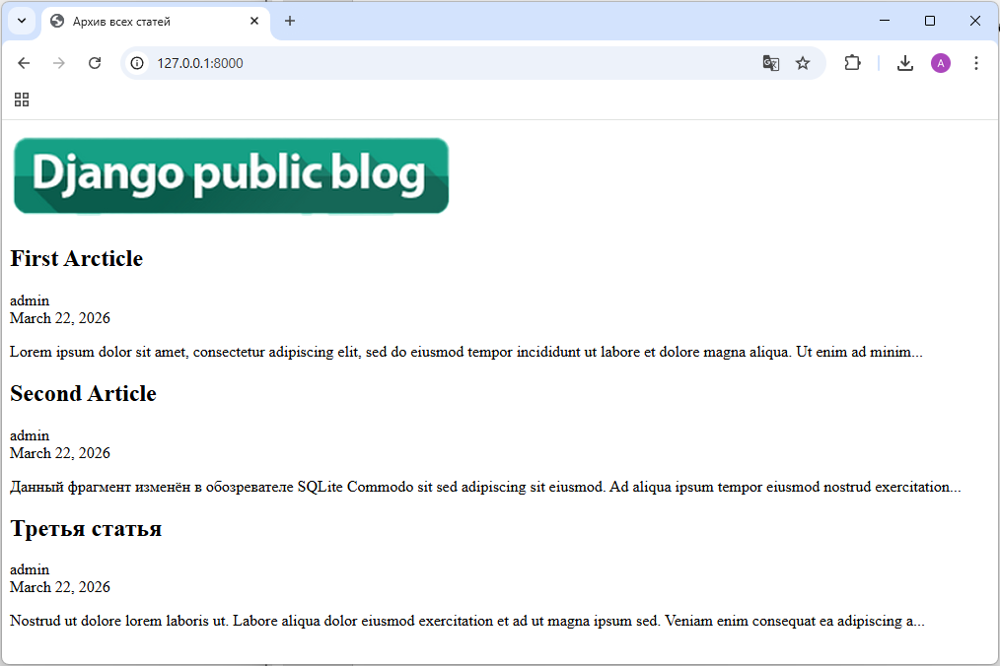 Архив всех статей
127.0.0.1:8000
A
Django public blog
First Arcticle
admin
March 22, 2026
Lorem ipsum dolor sit amet, consectetur adipiscing elit, sed do eiusmod tempor incididunt ut labore et dolore magna aliqua. Ut enim ad minim...
Second Article
admin
March 22, 2026
Данный фрагмент изменён в обозревателе SQLite Commodo sit sed adipiscing sit eiusmod. Ad aliqua ipsum tempor eiusmod nostrud exercitation...
Третья статья
admin
March 22, 2026
Nostrud ut dolore lorem laboris ut. Labore aliqua dolor eiusmod exercitation et ad ut magna ipsum sed. Veniam enim consequat ea adipiscing a...